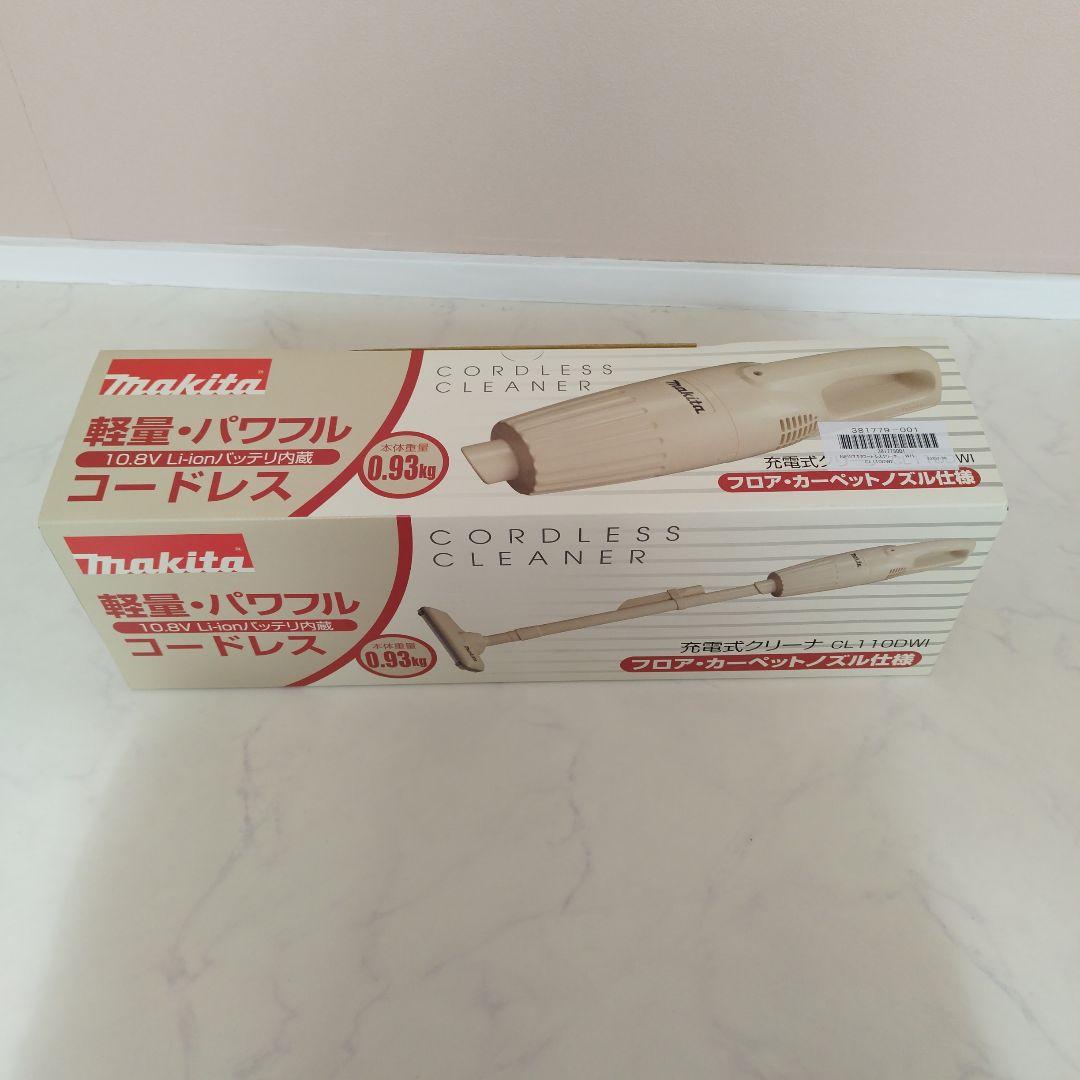 makita
軽量・パワフル
10.8V Li-ionバッテリ内蔵
コードレス
本体重量
0.93kg
CORDLESS
CLEANER
makita
381779-001
充電式ク
WI
フロア・カーペットノズル仕様
makita
軽量・パワフル
10.8V Li-ionバッテリ内蔵
コードレス
本体重量
0.93kg
CORDLESS
CLEANER
makita
makita
充電式クリーナ CL110DWI
フロア・カーペットノズル仕様